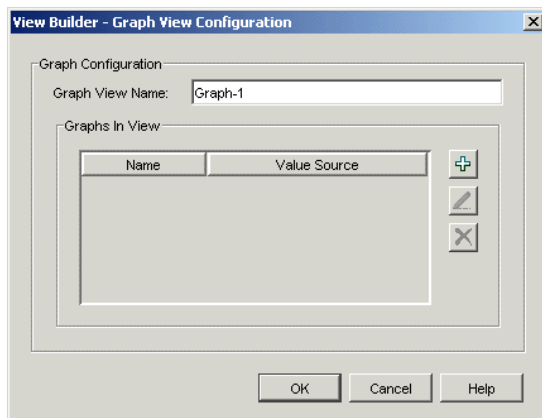 View Builder - Graph View Configuration
Graph Configuration
Graph View Name: Graph-1
Graphs In View
Name Value Source
OK Cancel Help